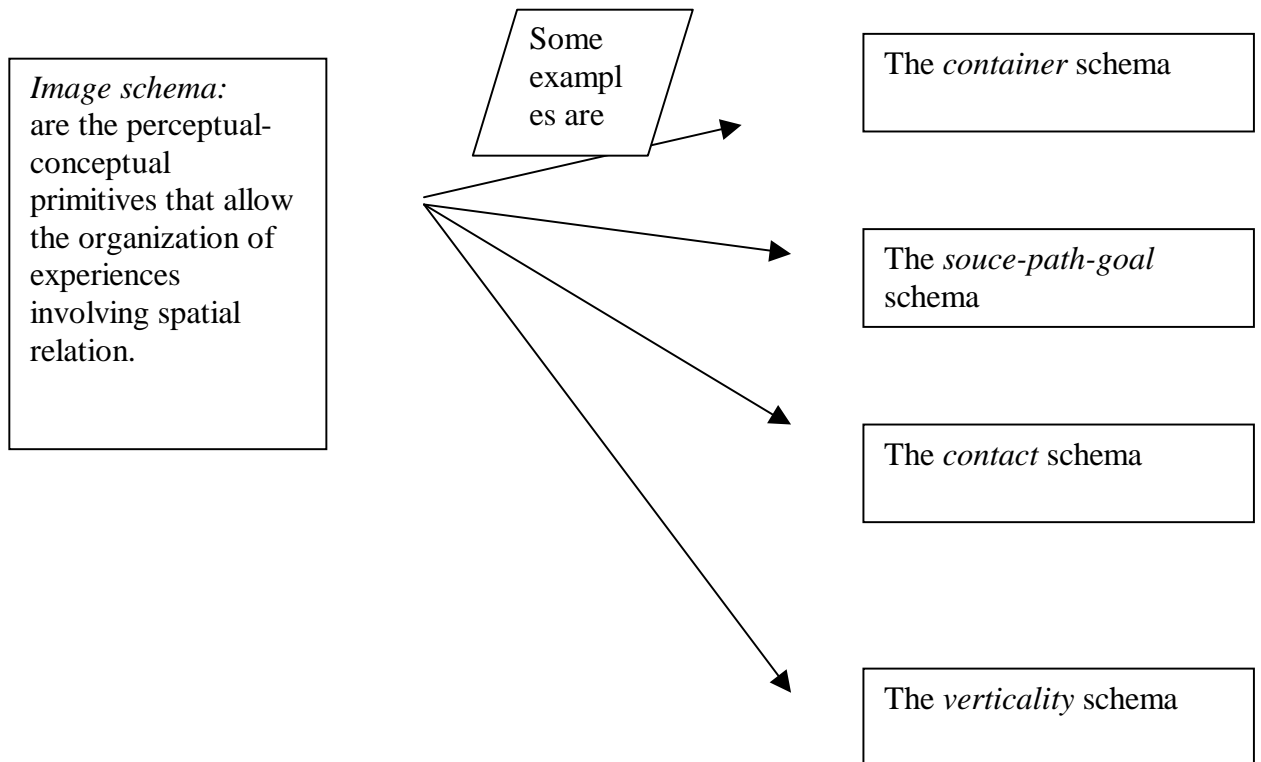 Image schema:
are the perceptual-
conceptual
primitives that allow
the organization of
experiences
involving spatial
relation.
Some
exampl
es are
The container schema
The souce-path-goal
schema
The contact schema
The verticality schema